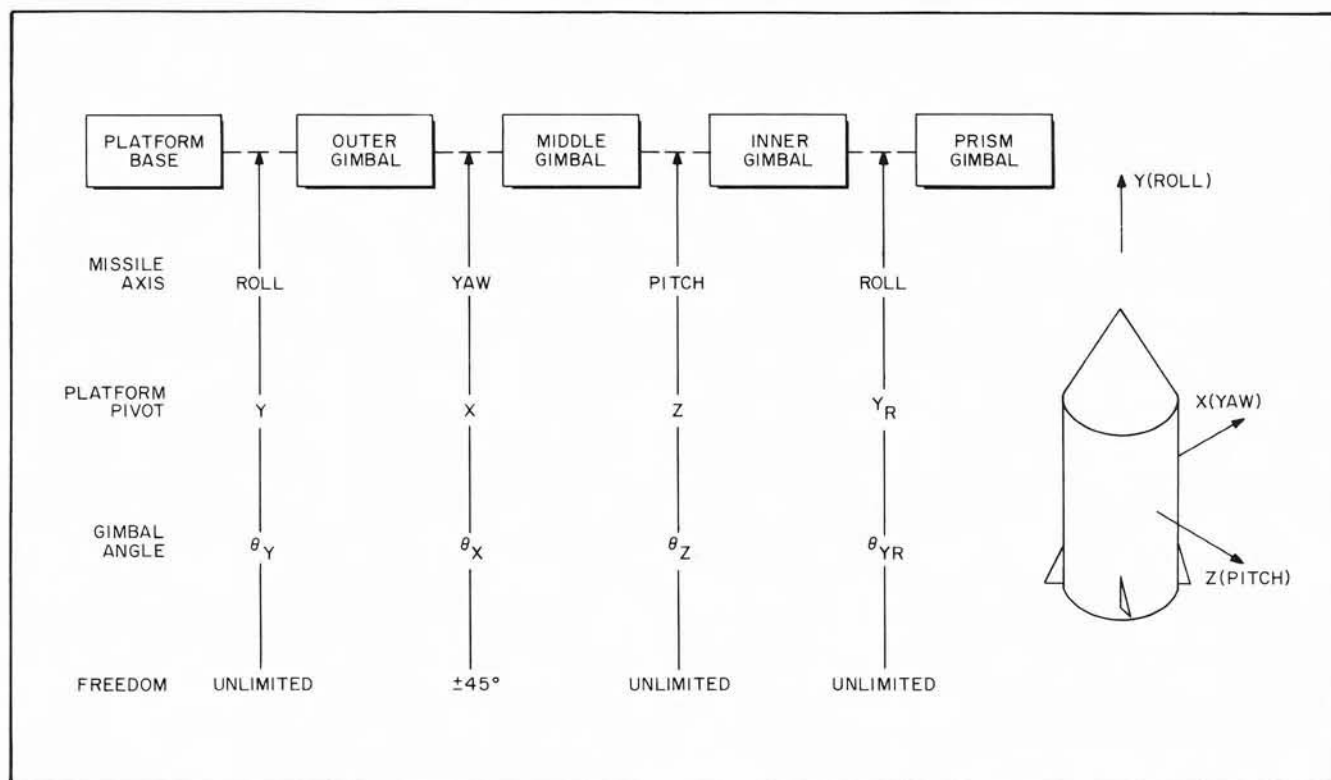 PLATFORM
BASE
OUTER
GIMBAL
MIDDLE
GIMBAL
INNER
GIMBAL
PRISM
GIMBAL
Y(ROLL)
MISSILE
AXIS
ROLL
YAW
PITCH
ROLL
X(YAW)
PLATFORM
PIVOT
Y
X
Z
YR
GIMBAL
ANGLE
θY
θX
θZ
θYR
Z(PITCH)
FREEDOM
UNLIMITED
±45°
UNLIMITED
UNLIMITED